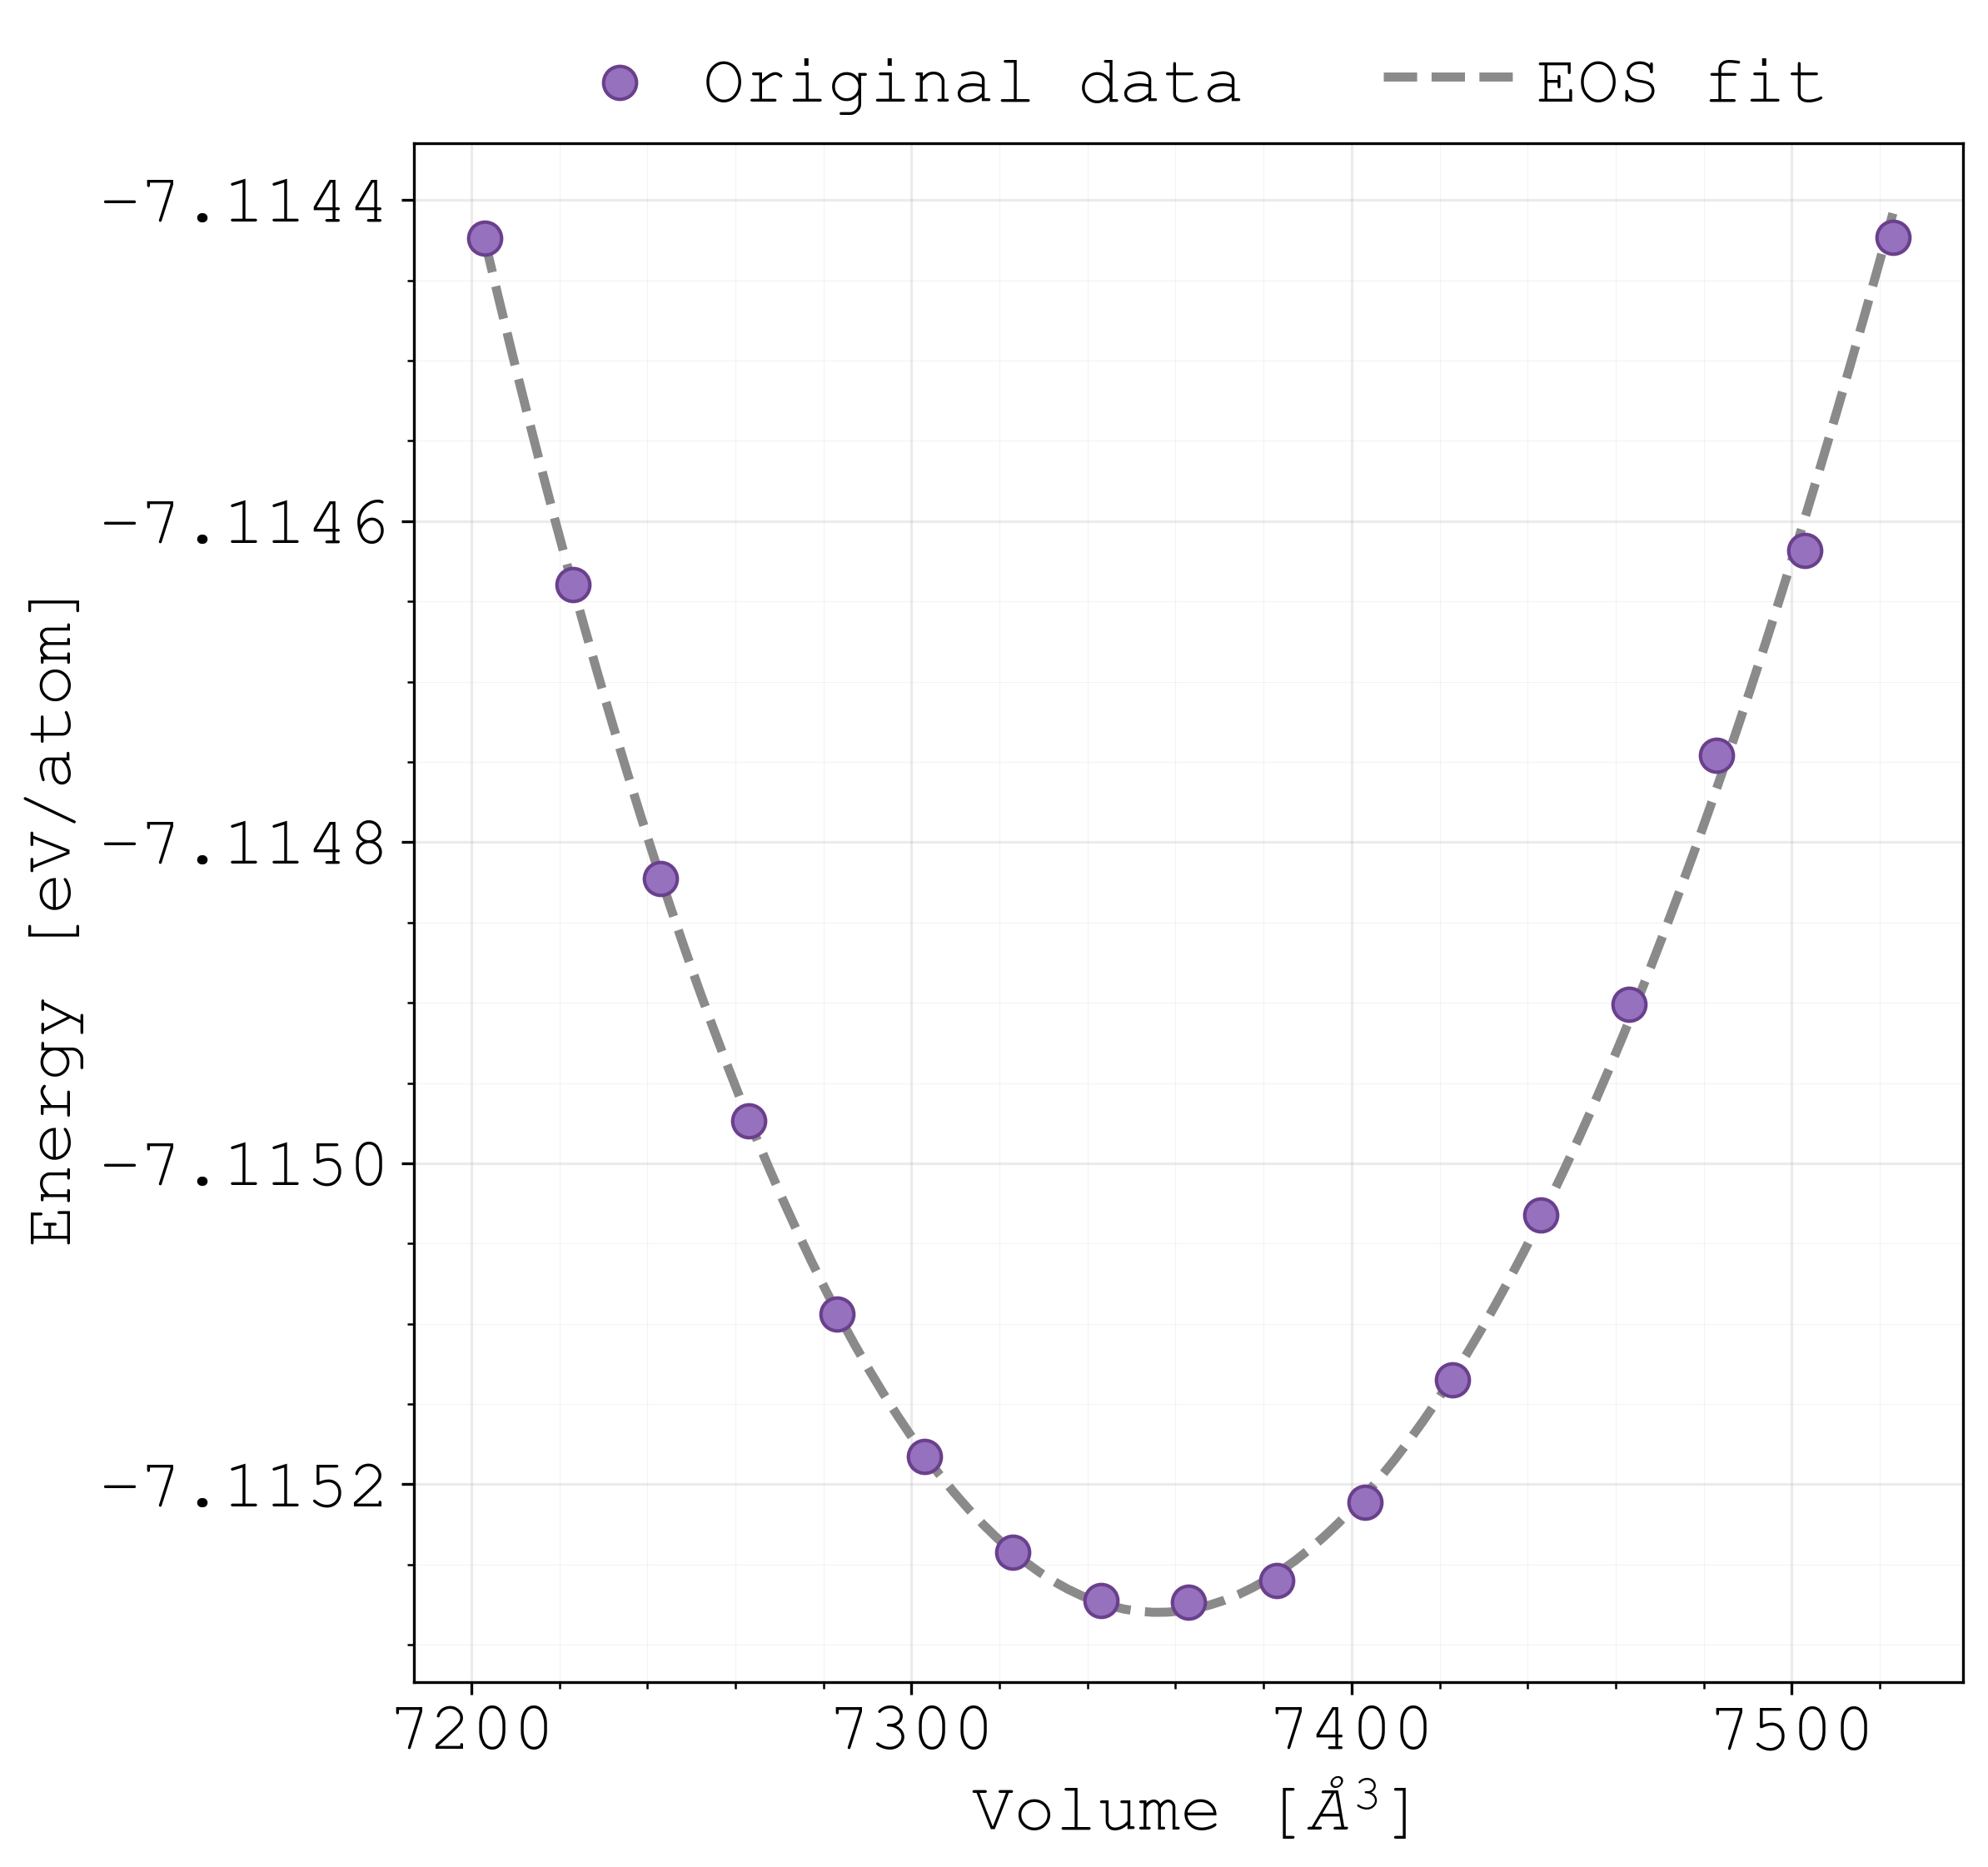 Original data
EOS fit
Energy [eV/atom]
−7.1144
−7.1146
−7.1148
−7.1150
−7.1152
7200
7300
7400
7500
Volume [Å³]